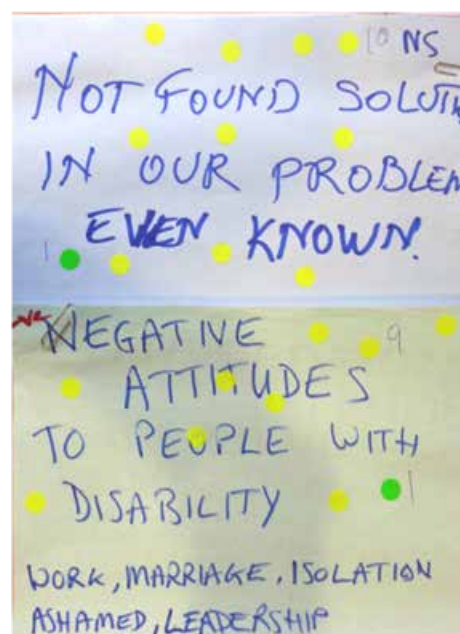 10 NS
NOT FOUND SOLUTI
IN OUR PROBLEM
EVEN KNOWN.
1
NEGATIVE 9
ATTITUDES
TO PEOPLE WITH
DISABILITY 1
WORK, MARRIAGE, ISOLATION
ASHAMED, LEADERSHIP